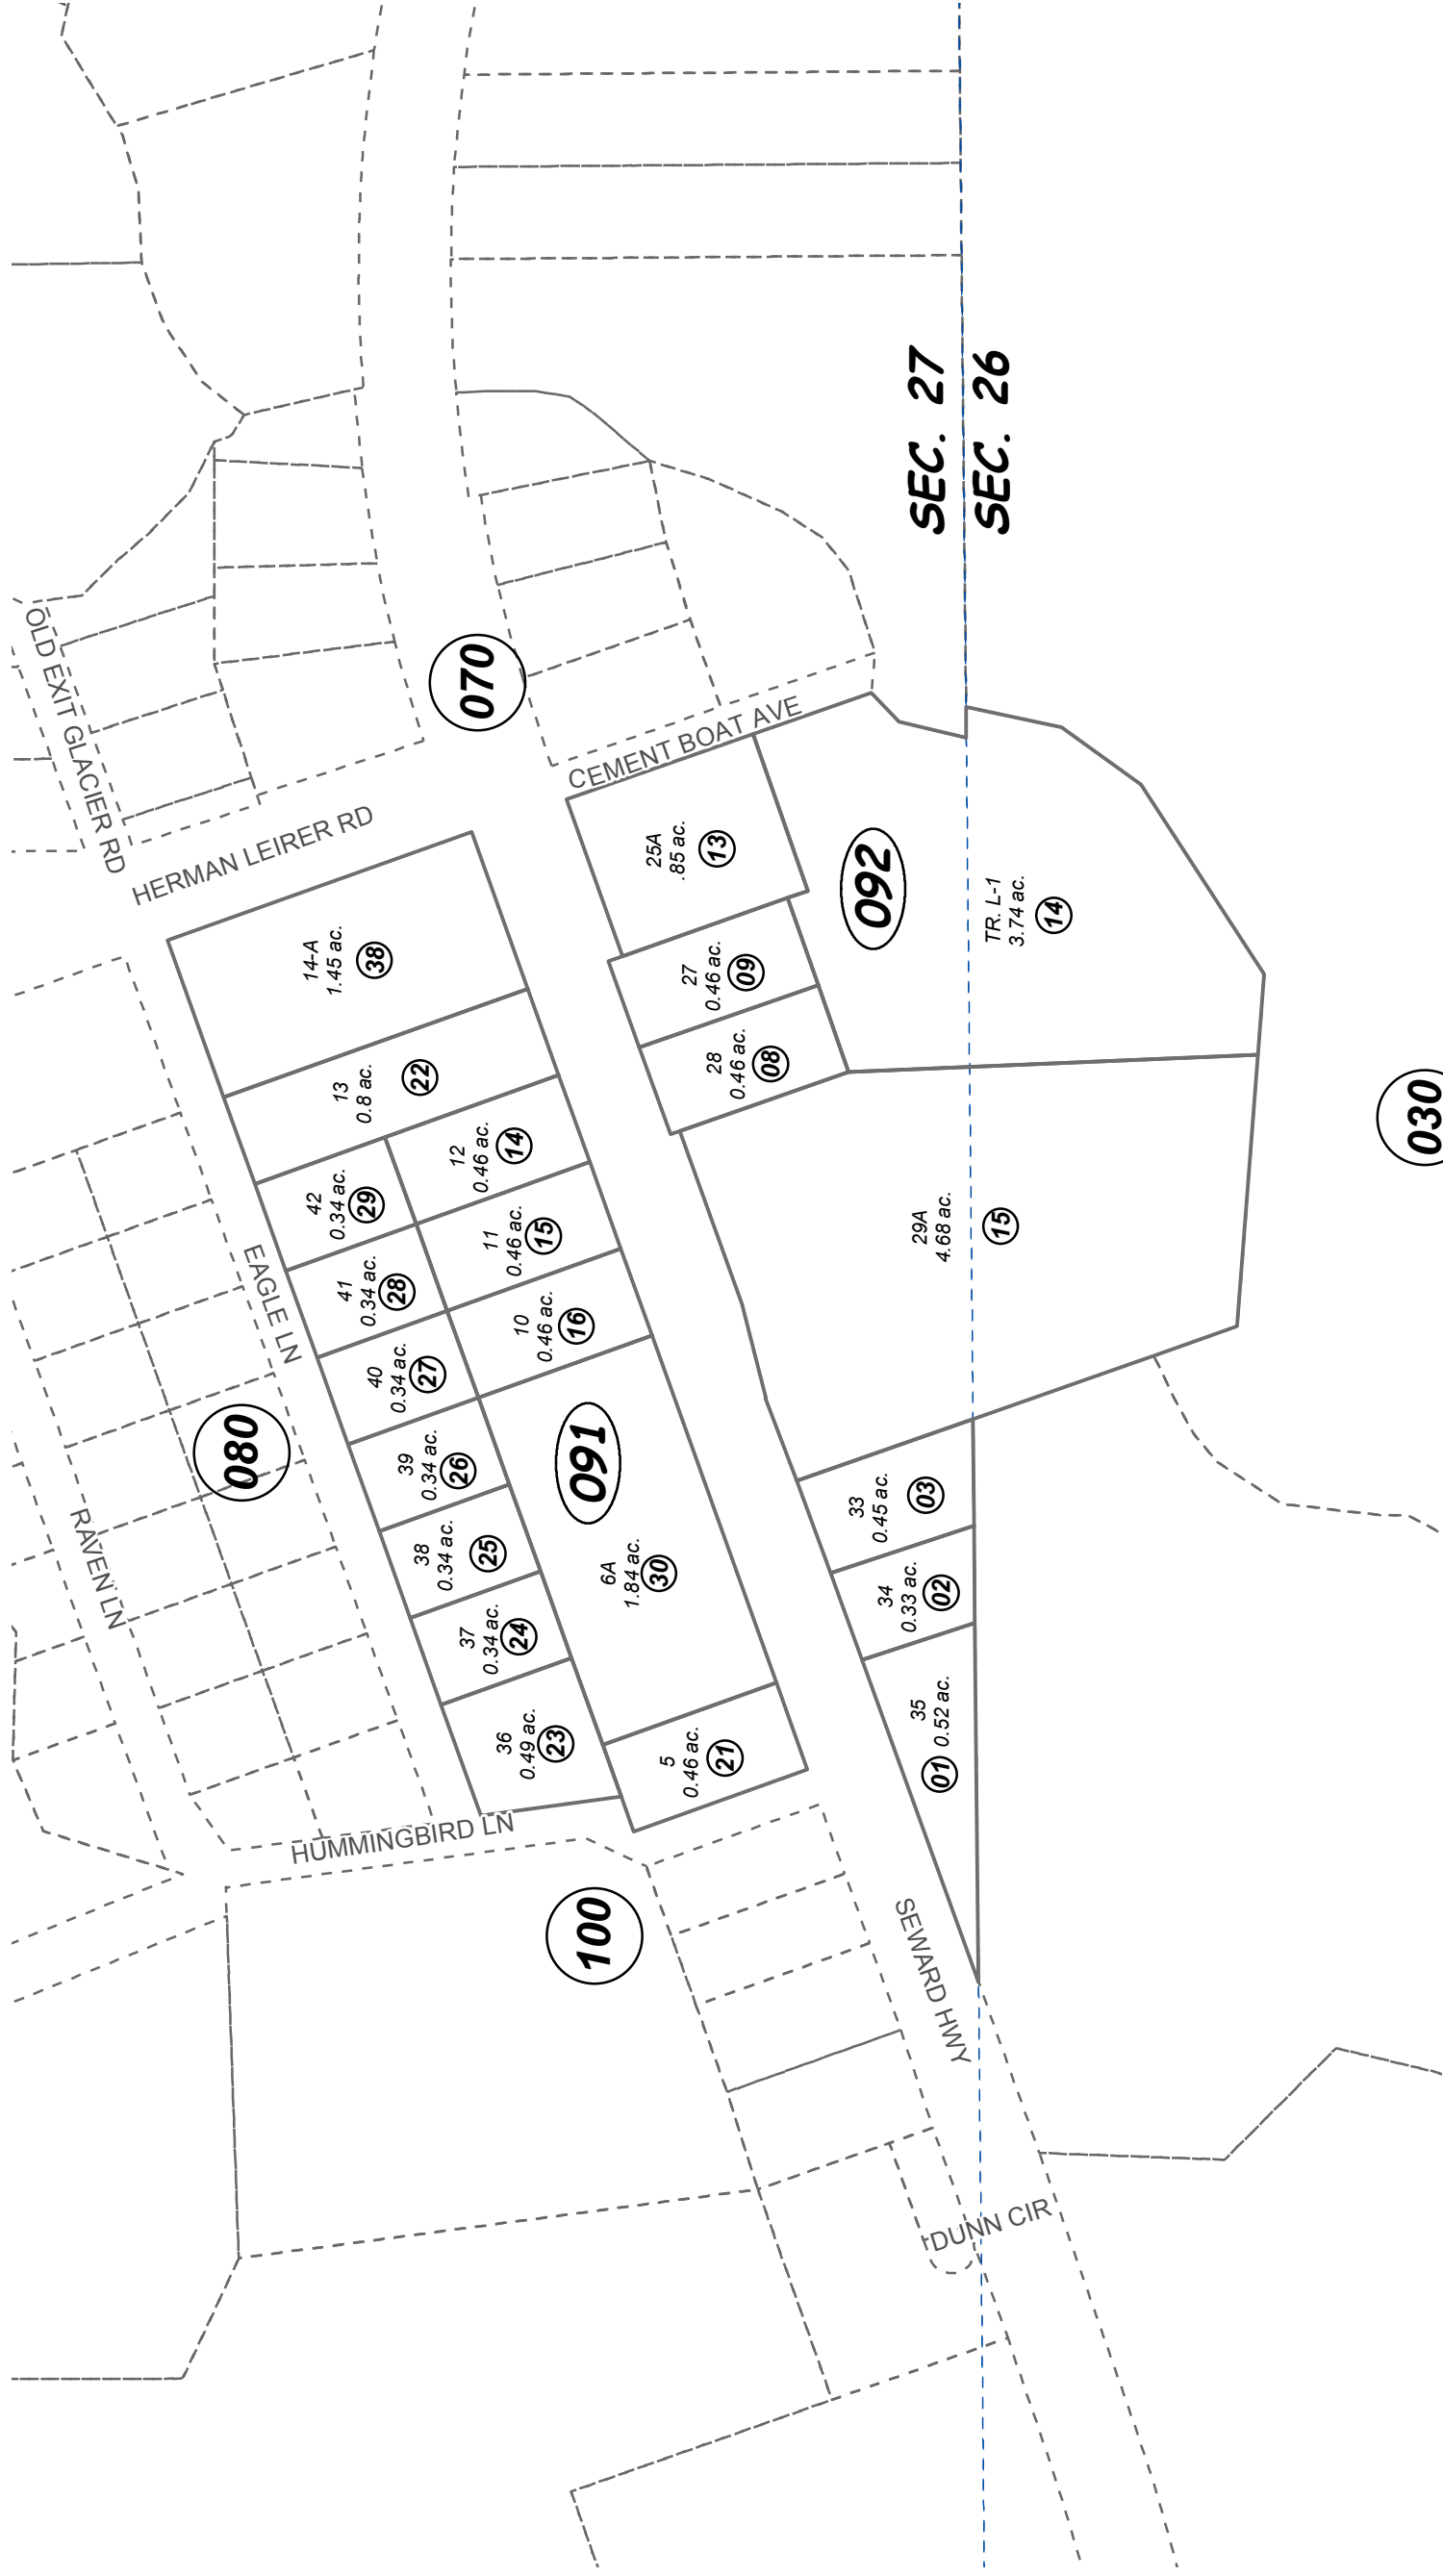 SEC. 27
SEC. 26
OLD EXIT GLACIER RD
070
CEMENT BOAT AVE
HERMAN LEIRER RD
25A
.85 ac.
13
092
14-A
1.45 ac.
38
27
0.46 ac.
09
TR. L-1
3.74 ac.
14
28
0.46 ac.
08
13
0.8 ac.
22
030
12
0.46 ac.
14
42
0.34 ac.
29
11
0.46 ac.
15
29A
4.68 ac.
15
41
0.34 ac.
28
EAGLE LN
10
0.46 ac.
16
40
0.34 ac.
27
080
39
0.34 ac.
26
091
33
0.45 ac.
03
38
0.34 ac.
25
6A
1.84 ac.
30
34
0.33 ac.
02
RAVEN LN
37
0.34 ac.
24
36
0.49 ac.
23
5
0.46 ac.
21
35
0.52 ac.
01
HUMMINGBIRD LN
100
SEWARD HWY
DUNN CIR